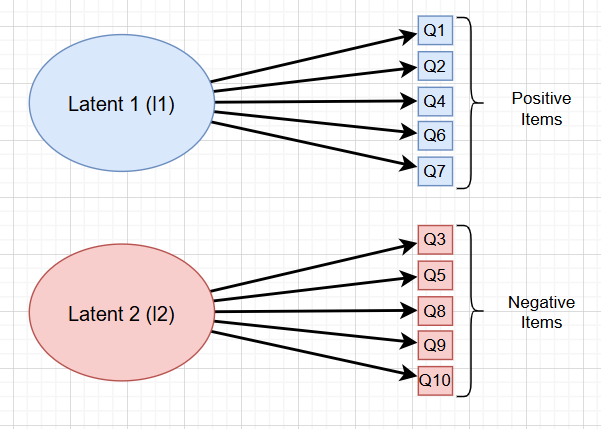 Latent 1 (l1)
Q1
Q2
Q4
Q6
Q7
Positive
Items
Latent 2 (l2)
Q3
Q5
Q8
Q9
Q10
Negative
Items